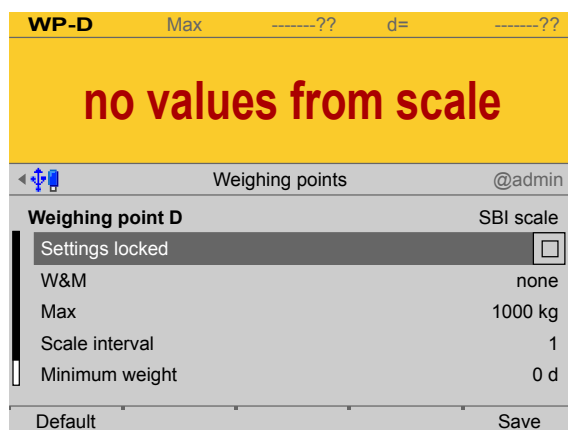 WP-D Max -------?? d= -------??
no values from scale
Weighing points @admin
Weighing point D SBI scale
Settings locked
W&M none
Max 1000 kg
Scale interval 1
Minimum weight 0 d
Default Save